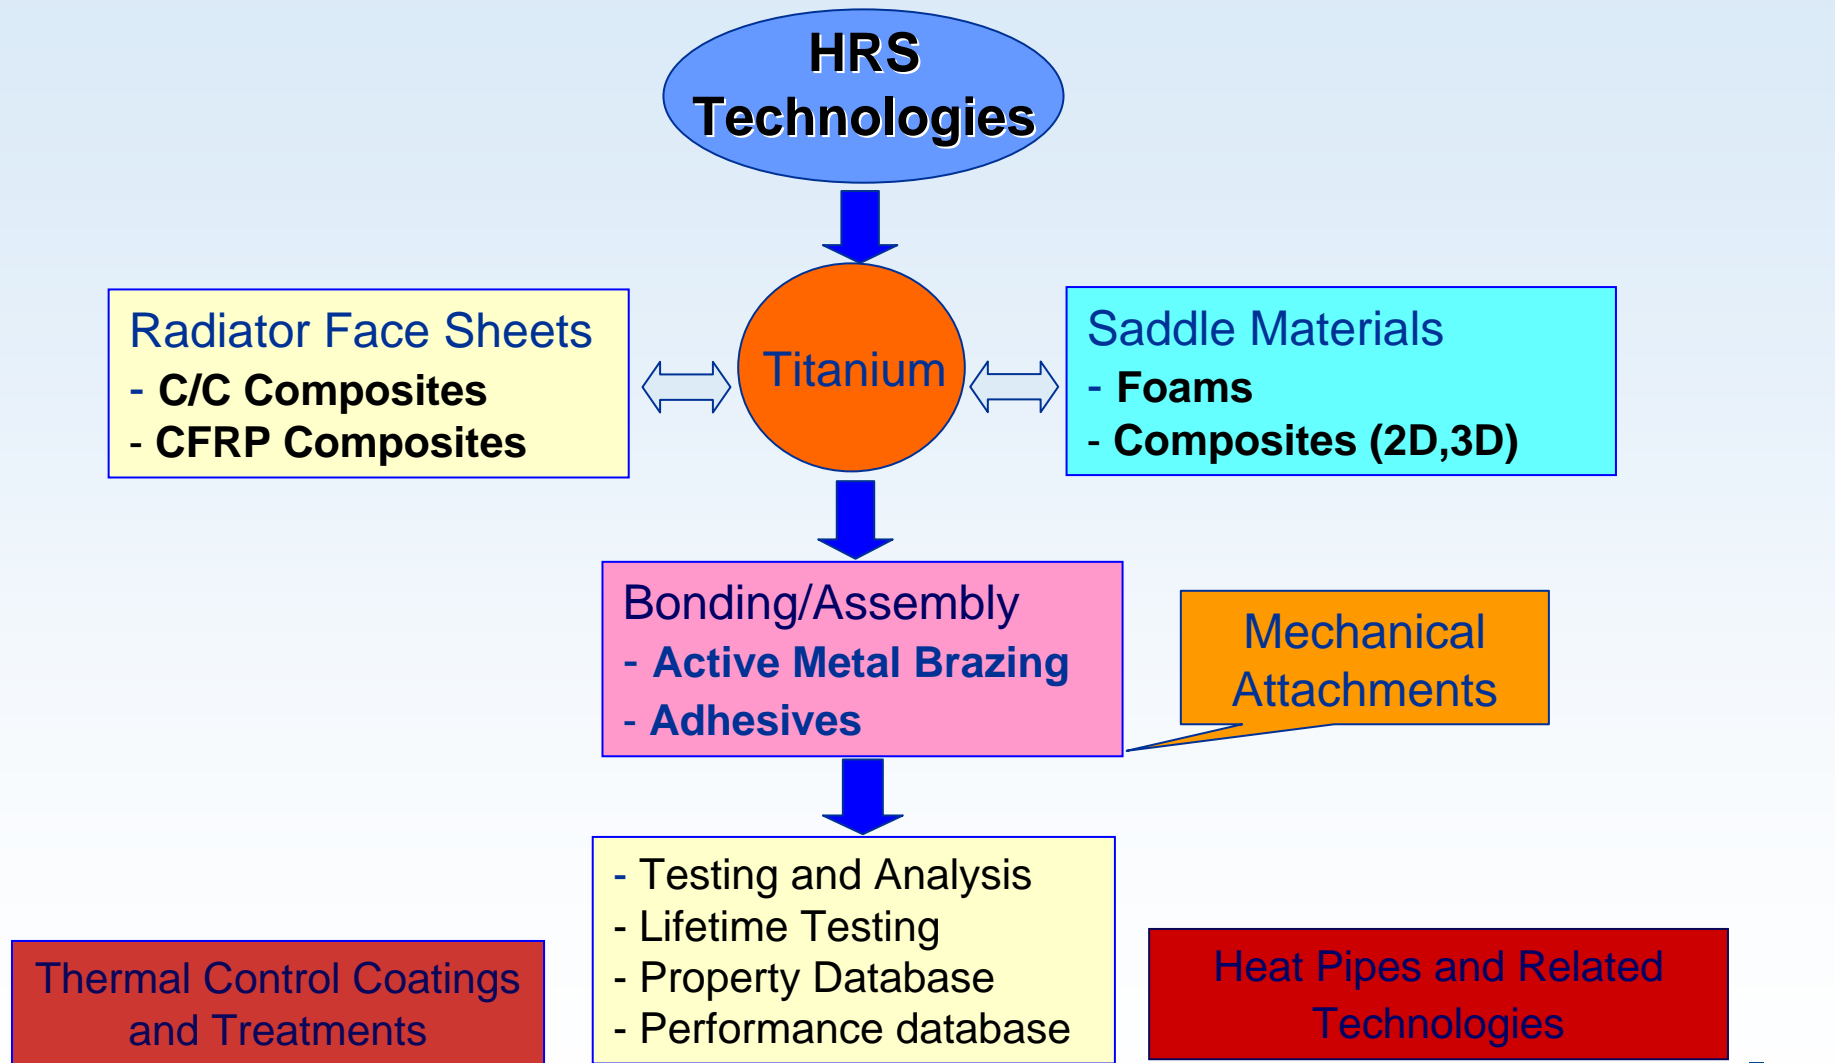 HRS
Technologies
Radiator Face Sheets
- C/C Composites
- CFRP Composites
Titanium
Saddle Materials
- Foams
- Composites (2D,3D)
Bonding/Assembly
- Active Metal Brazing
- Adhesives
Mechanical
Attachments
- Testing and Analysis
- Lifetime Testing
- Property Database
- Performance database
Thermal Control Coatings
and Treatments
Heat Pipes and Related
Technologies